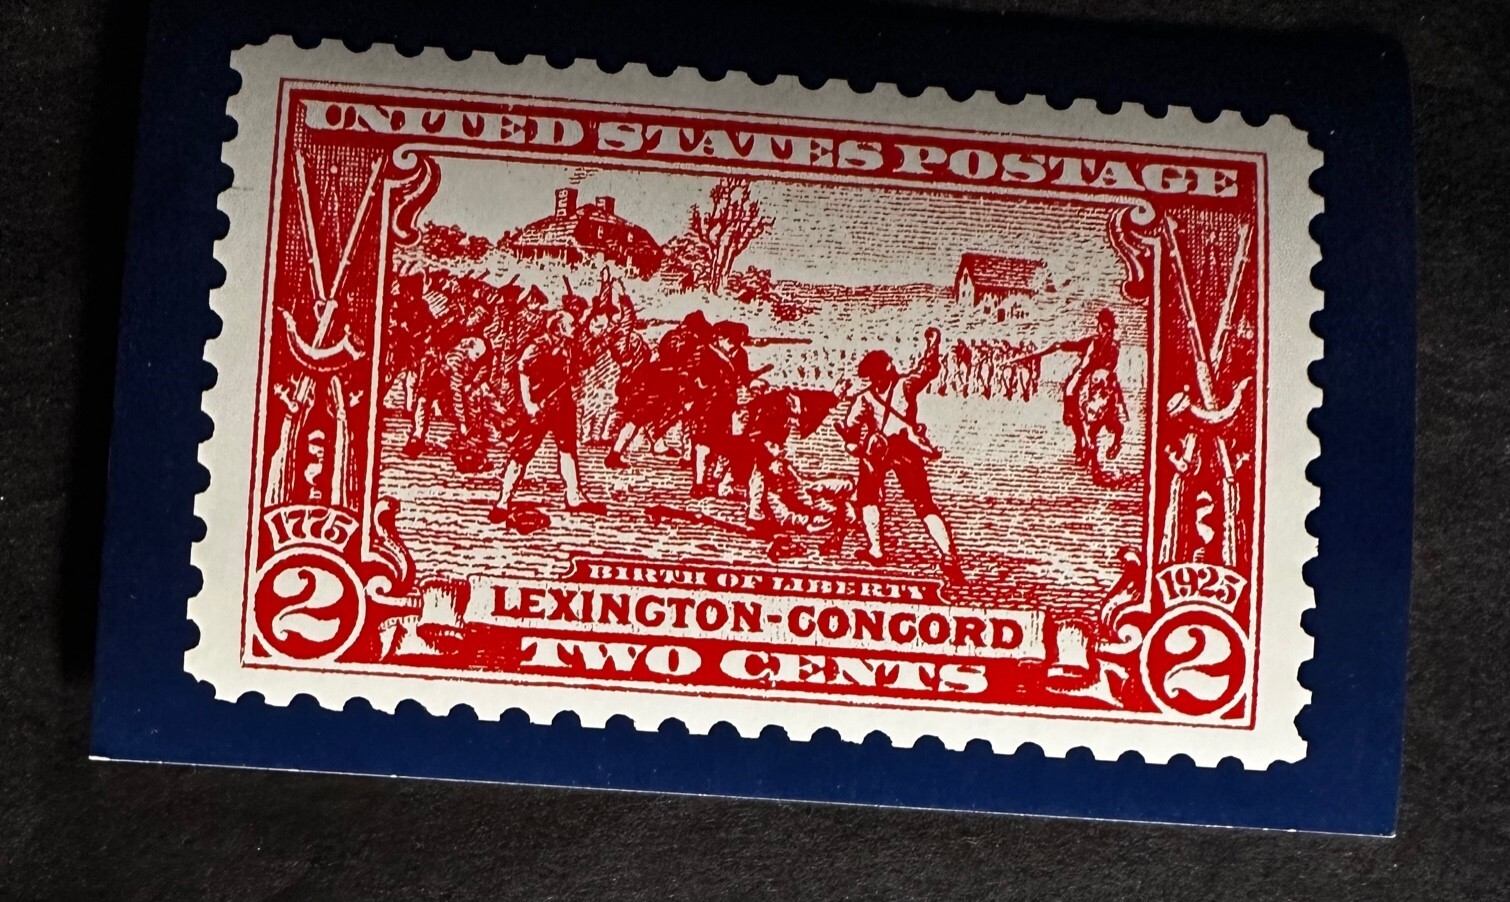 UNITED STATES POSTAGE
1775
1925
BIRTH OF LIBERTY
LEXINGTON-CONCORD
2
TWO CENTS
2